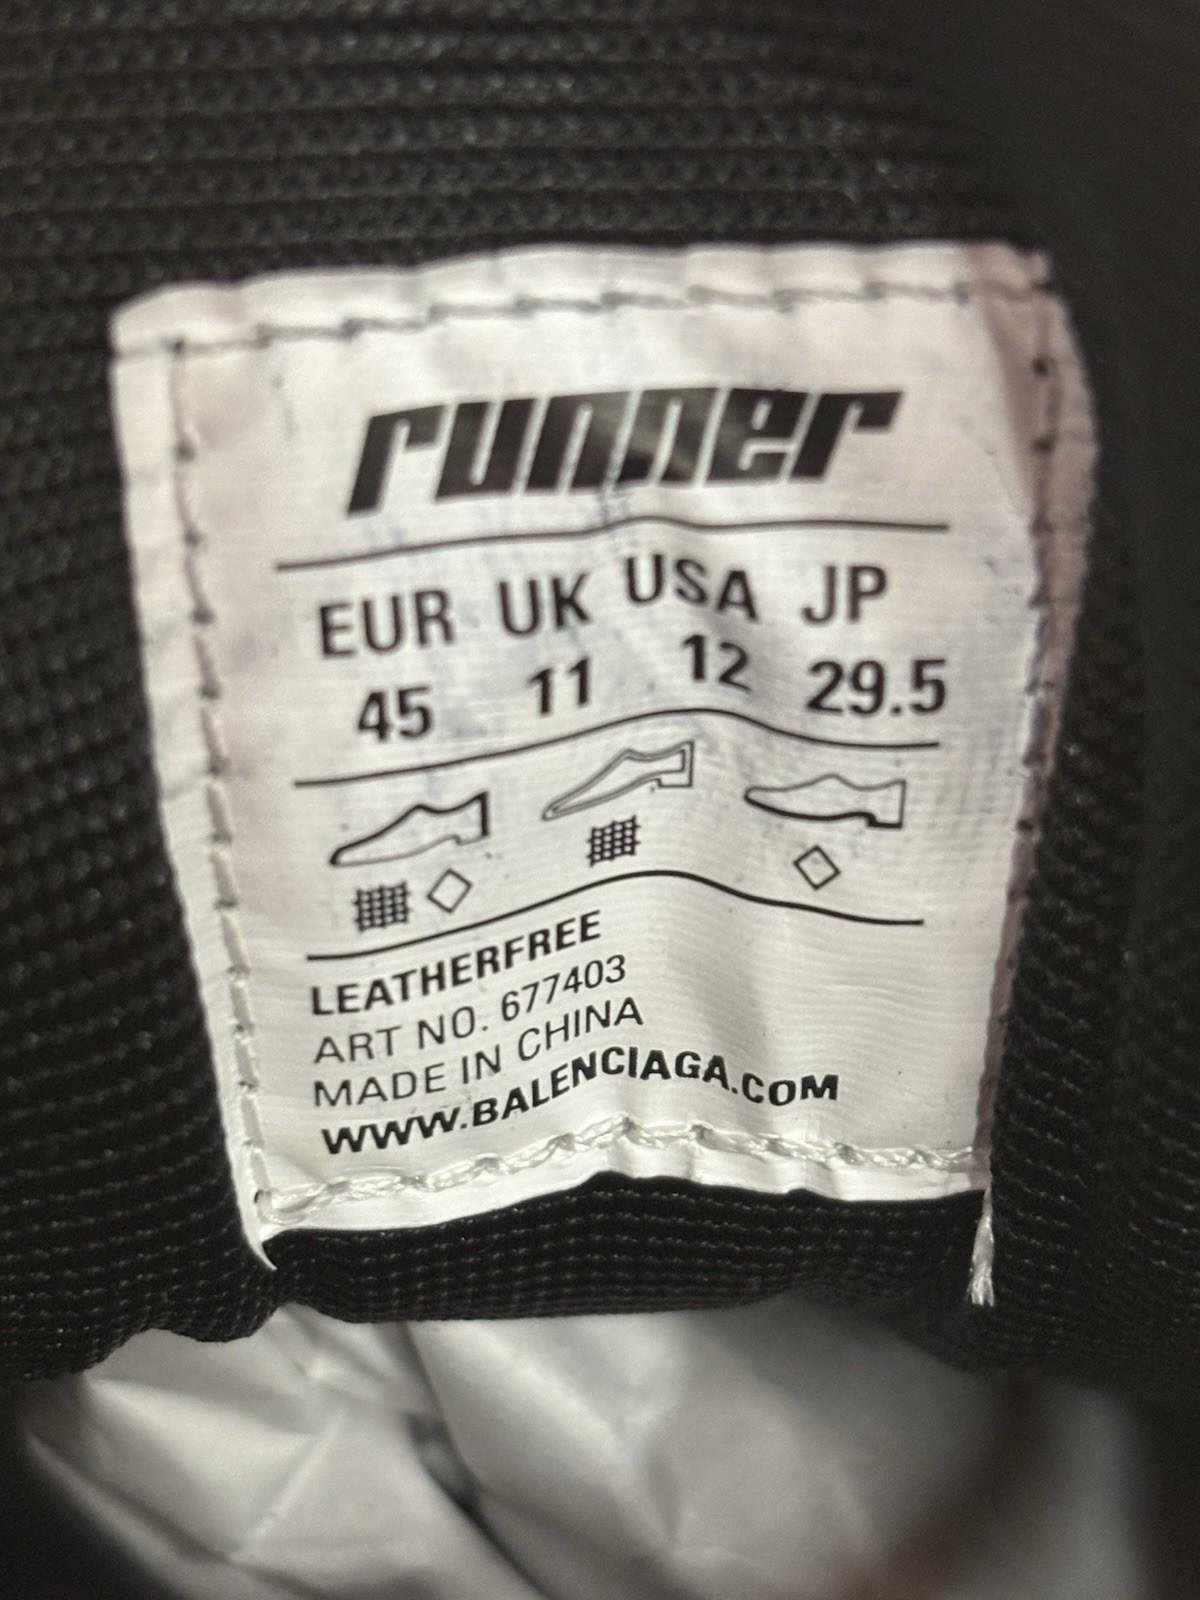 runner
EUR UK USA JP
45 11 12 29.5
LEATHERFREE
ART NO. 677403
MADE IN CHINA
WWW.BALENCIAGA.COM